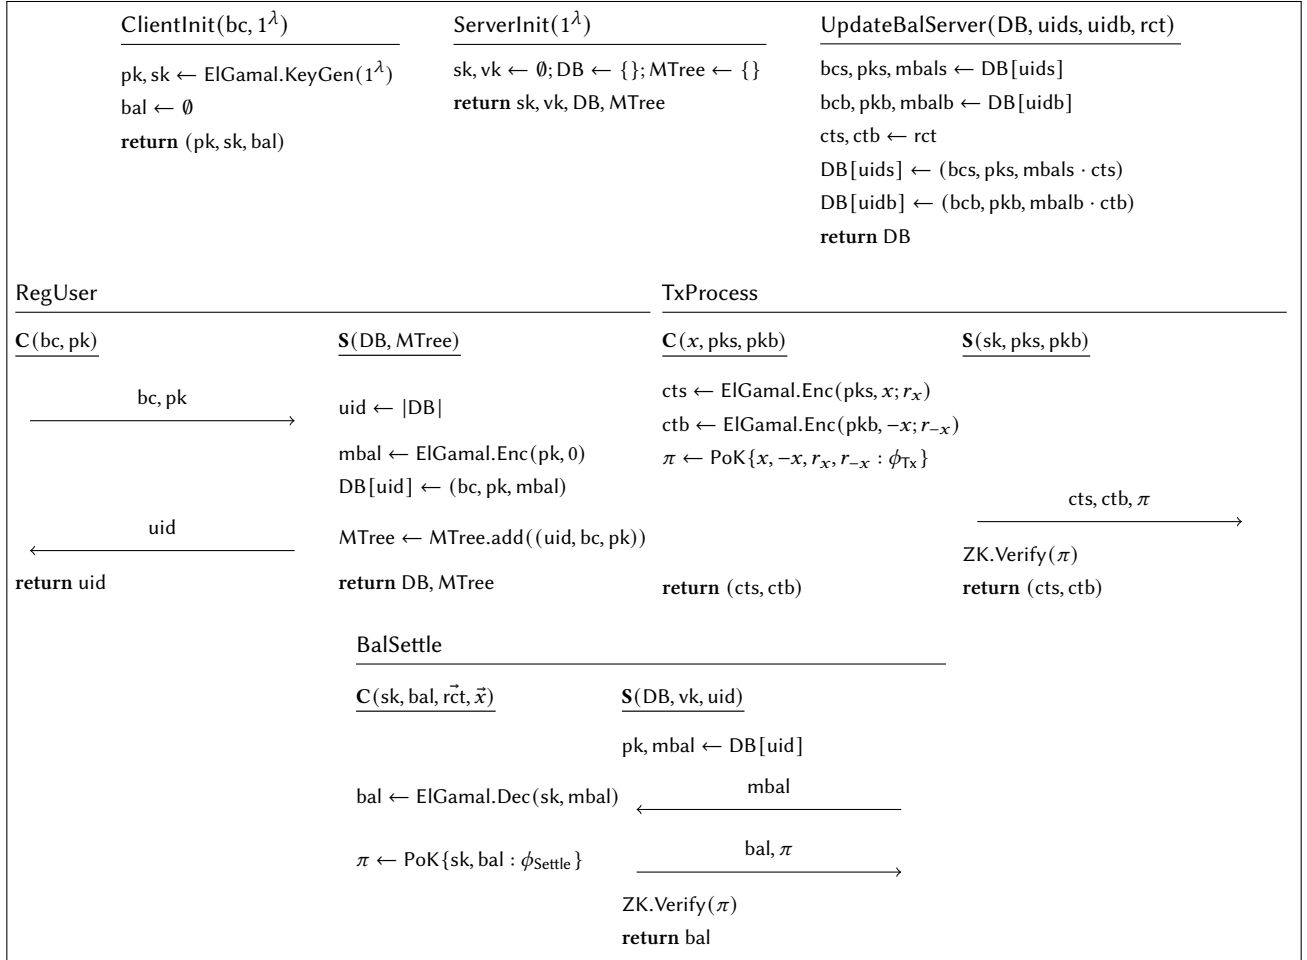 ClientInit(bc, 1^λ)
pk, sk ← ElGamal.KeyGen(1^λ)
bal ← ∅
return (pk, sk, bal)
ServerInit(1^λ)
sk, vk ← ∅; DB ← {}; MTree ← {}
return sk, vk, DB, MTree
UpdateBalServer(DB, uids, uidb, rct)
bcs, pks, mbals ← DB[uids]
bcb, pkb, mbalb ← DB[uidb]
cts, ctb ← rct
DB[uids] ← (bcs, pks, mbals · cts)
DB[uidb] ← (bcb, pkb, mbalb · ctb)
return DB
RegUser
C(bc, pk)
S(DB, MTree)
bc, pk
uid ← |DB|
mbal ← ElGamal.Enc(pk, 0)
DB[uid] ← (bc, pk, mbal)
uid
MTree ← MTree.add((uid, bc, pk))
return uid
return DB, MTree
TxProcess
C(x, pks, pkb)
S(sk, pks, pkb)
cts ← ElGamal.Enc(pks, x; r_x)
ctb ← ElGamal.Enc(pkb, −x; r_{−x})
π ← PoK{x, −x, r_x, r_{−x} : ϕ_Tx}
cts, ctb, π
ZK.Verify(π)
return (cts, ctb)
return (cts, ctb)
BalSettle
C(sk, bal, r⃗ct, x⃗)
S(DB, vk, uid)
pk, mbal ← DB[uid]
mbal
bal ← ElGamal.Dec(sk, mbal)
bal, π
π ← PoK{sk, bal : ϕ_Settle}
ZK.Verify(π)
return bal